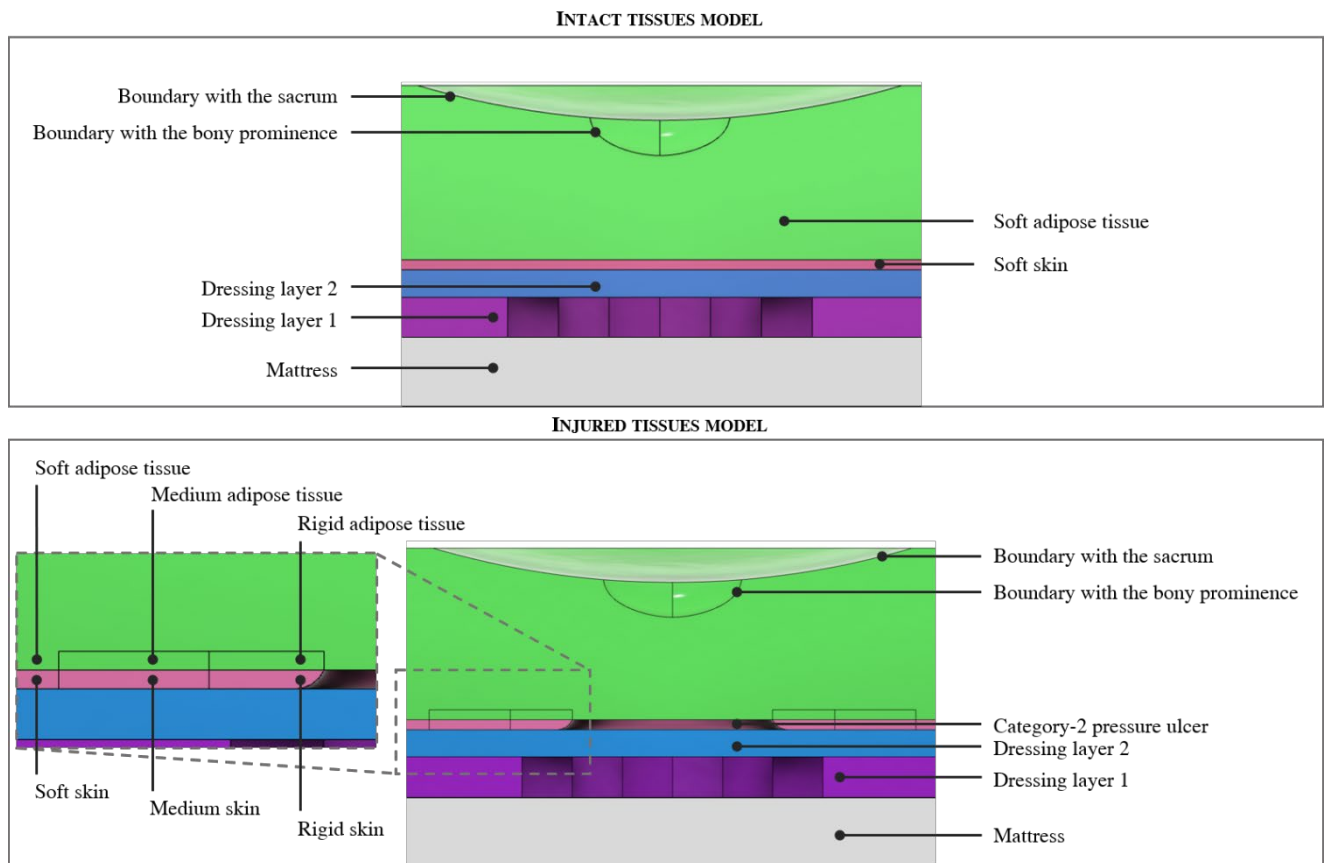 INTACT TISSUES MODEL
Boundary with the sacrum
Boundary with the bony prominence
Soft adipose tissue
Soft skin
Dressing layer 2
Dressing layer 1
Mattress
INJURED TISSUES MODEL
Soft adipose tissue
Medium adipose tissue
Rigid adipose tissue
Boundary with the sacrum
Boundary with the bony prominence
Category-2 pressure ulcer
Dressing layer 2
Dressing layer 1
Soft skin
Medium skin
Rigid skin
Mattress